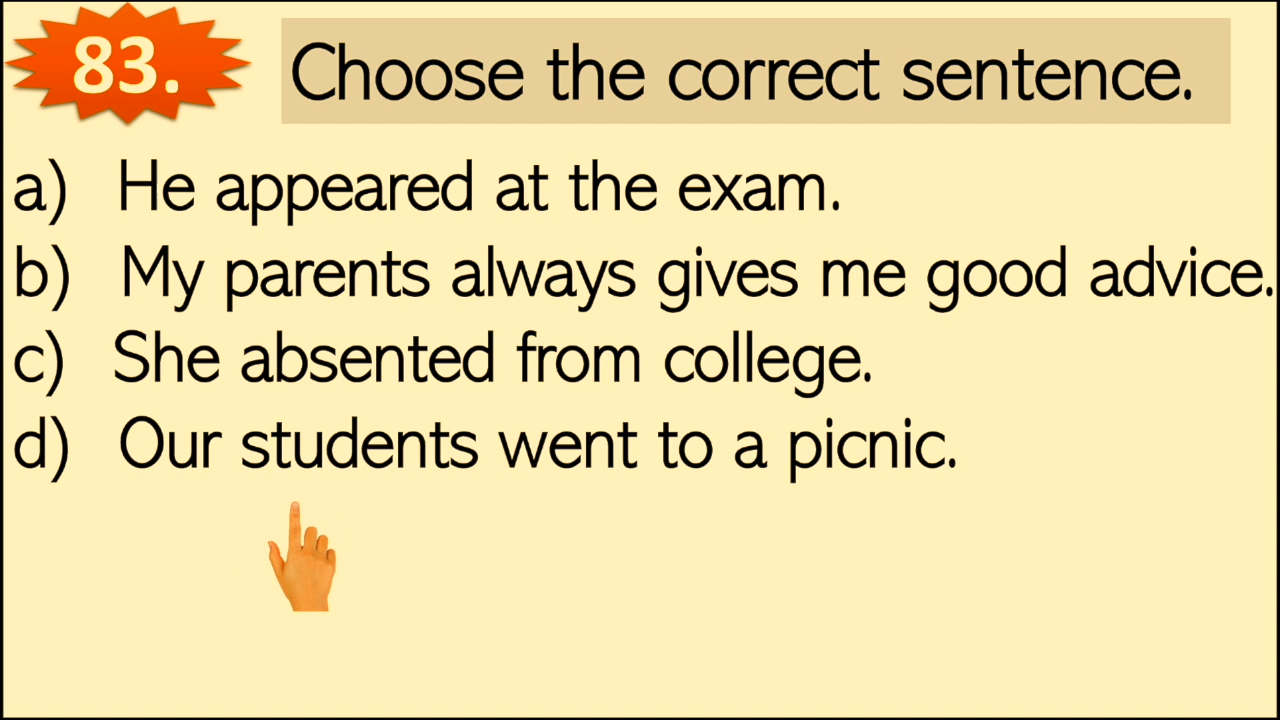 83. Choose the correct sentence.
a) He appeared at the exam.
b) My parents always gives me good advice.
c) She absented from college.
d) Our students went to a picnic.